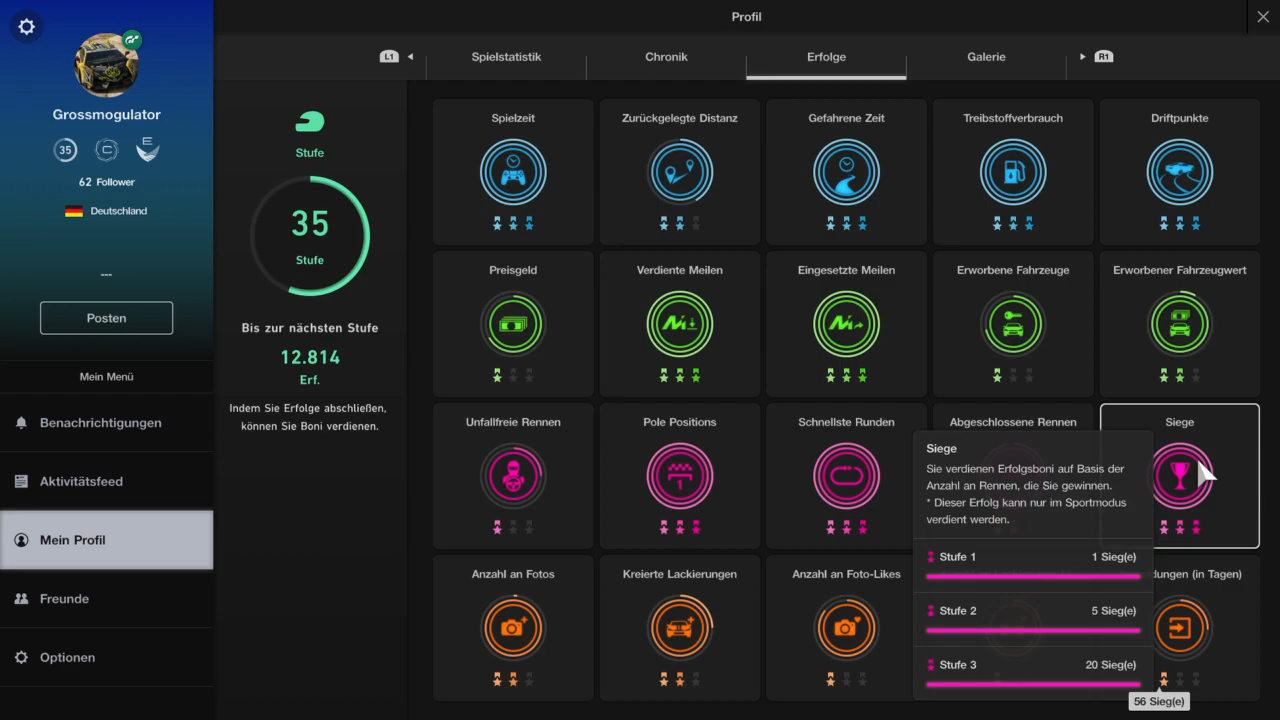 Profil
L1
Spielstatistik
Chronik
Erfolge
Galerie
R1
Grossmogulator
35
C
E
62 Follower
Deutschland
---
Posten
Mein Menü
Benachrichtigungen
Aktivitätsfeed
Mein Profil
Freunde
Optionen
Stufe
35
Stufe
Bis zur nächsten Stufe
12.814
Erf.
Indem Sie Erfolge abschließen,
können Sie Boni verdienen.
Spielzeit
Zurückgelegte Distanz
Gefahrene Zeit
Treibstoffverbrauch
Driftpunkte
Preisgeld
Verdiente Meilen
Eingesetzte Meilen
Erworbene Fahrzeuge
Erworbener Fahrzeugwert
Unfallfreie Rennen
Pole Positions
1
Schnellste Runden
Abgeschlossene Rennen
Siege
Anzahl an Fotos
Kreierte Lackierungen
Anzahl an Foto-Likes
(in Tagen)
Siege
Sie verdienen Erfolgsboni auf Basis der
Anzahl an Rennen, die Sie gewinnen.
* Dieser Erfolg kann nur im Sportmodus
verdient werden.
Stufe 1 1 Sieg(e)
Stufe 2 5 Sieg(e)
Stufe 3 20 Sieg(e)
56 Sieg(e)